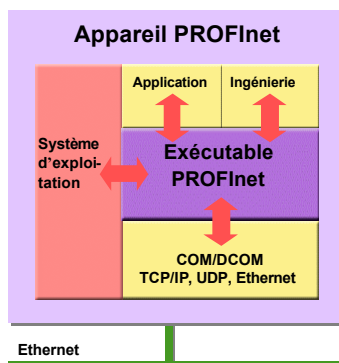 Appareil PROFInet
Application
Ingénierie
Système
d'exploi-
tation
Exécutable
PROFInet
COM/DCOM
TCP/IP, UDP, Ethernet
Ethernet